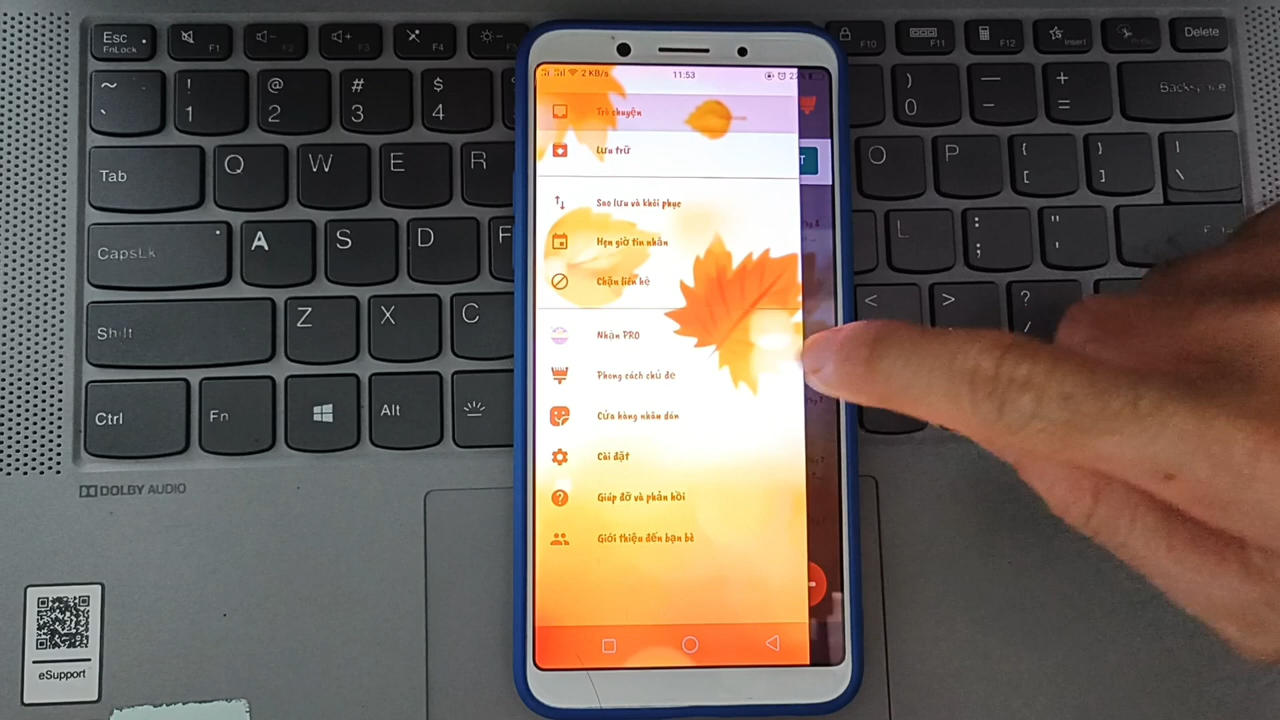 Esc
FnLock
F1
F2
F3
F4
F10
F11
F12
Insert
Delete
~
`
!
1
@
2
#
3
$
4
)
0
—
-
+
=
Backspace
Tab
Q
W
E
R
O
P
{
[
}
]
|
\
CapsLk
A
S
D
F
L
:
;
"
'
Shift
Z
X
C
<
>
?
/
Ctrl
Fn
Alt
DOLBY AUDIO
eSupport
2 KB/s
11:53
Trò chuyện
Lưu trữ
Sao lưu và khôi phục
Hẹn giờ tin nhắn
Chặn liên hệ
Nhận PRO
Phong cách chủ đề
Cửa hàng nhãn dán
Cài đặt
Giúp đỡ và phản hồi
Giới thiệu đến bạn bè
T